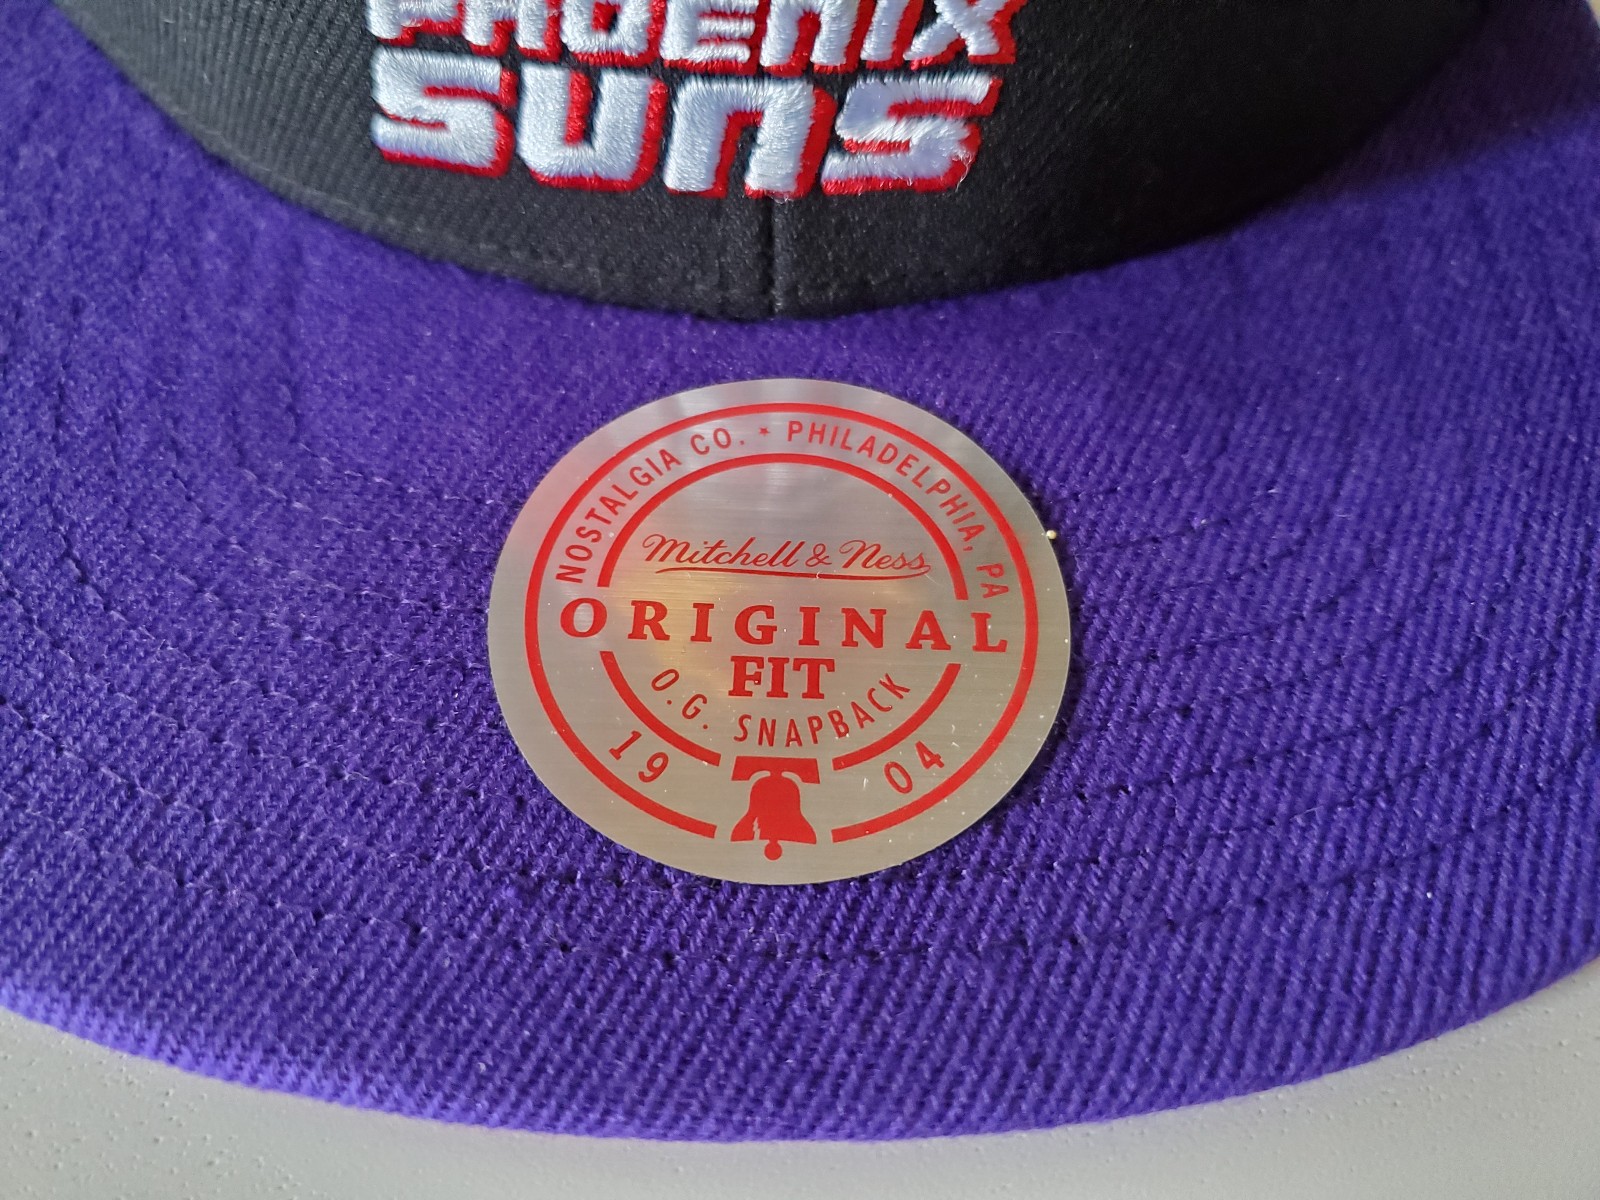 PHOENIX
SUNS
NOSTALGIA CO. ★ PHILADELPHIA, PA
Mitchell & Ness
ORIGINAL
FIT
O.G. SNAPBACK
19 04